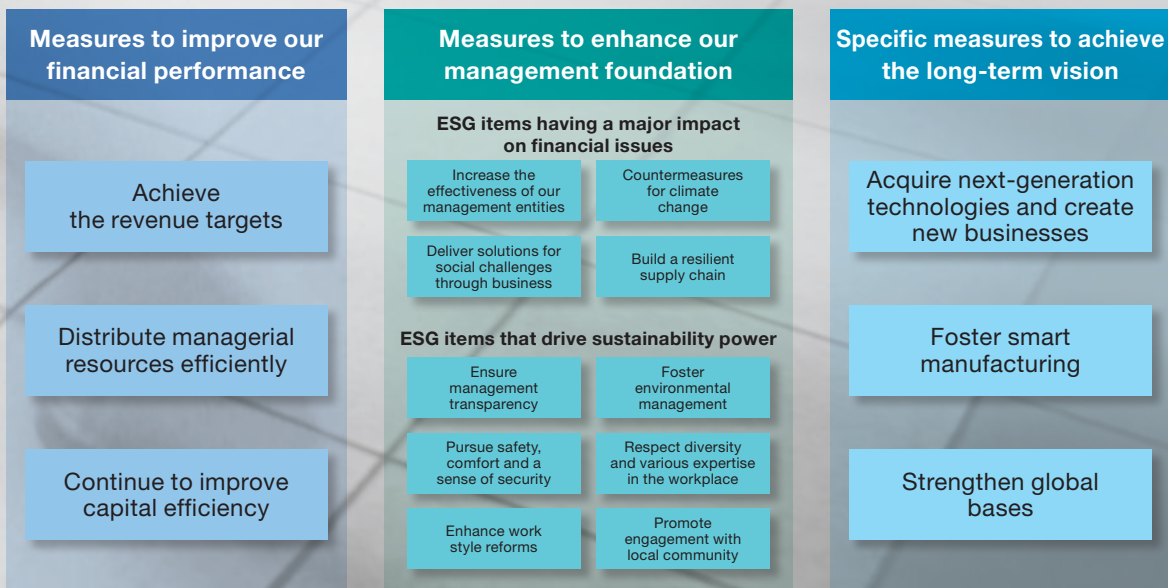 Measures to improve our
financial performance
Achieve
the revenue targets
Distribute managerial
resources efficiently
Continue to improve
capital efficiency
Measures to enhance our
management foundation
ESG items having a major impact
on financial issues
Increase the
effectiveness of our
management entities
Countermeasures
for climate
change
Deliver solutions for
social challenges
through business
Build a resilient
supply chain
ESG items that drive sustainability power
Ensure
management
transparency
Foster
environmental
management
Pursue safety,
comfort and a
sense of security
Respect diversity
and various expertise
in the workplace
Enhance work
style reforms
Promote
engagement with
local community
Specific measures to achieve
the long-term vision
Acquire next-generation
technologies and create
new businesses
Foster smart
manufacturing
Strengthen global
bases